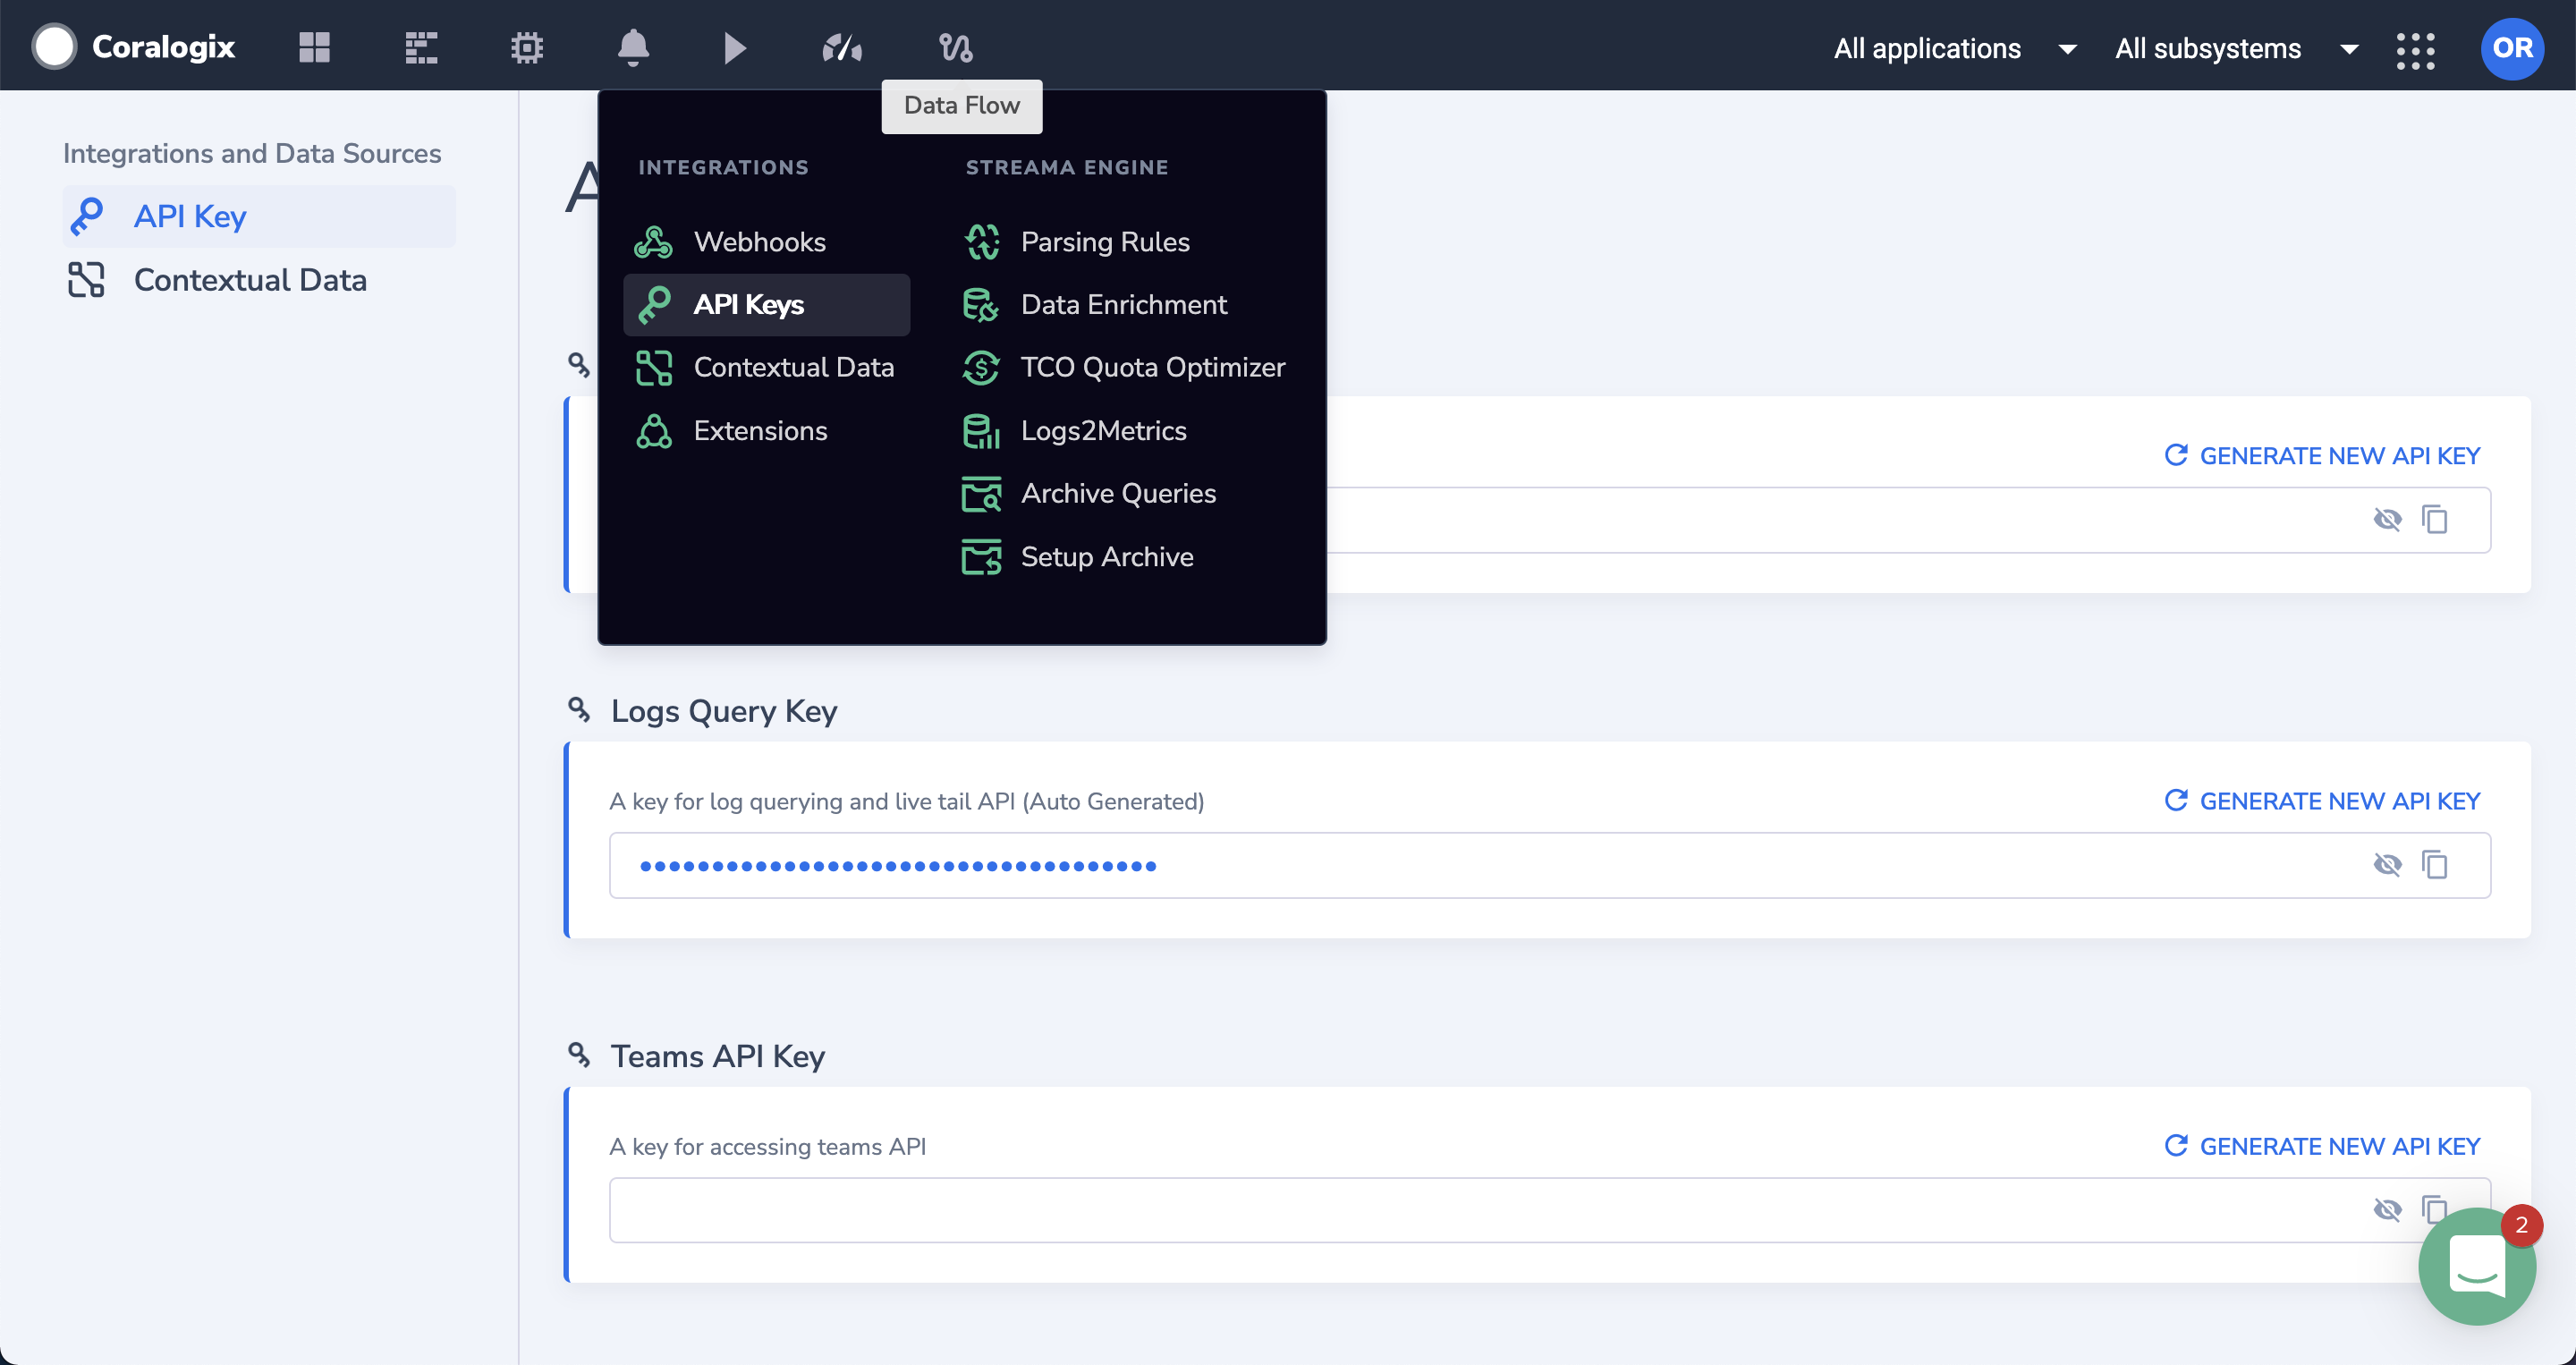 Coralogix
All applications
All subsystems
OR
Data Flow
Integrations and Data Sources
API Key
Contextual Data
INTEGRATIONS
Webhooks
API Keys
Contextual Data
Extensions
STREAMA ENGINE
Parsing Rules
Data Enrichment
TCO Quota Optimizer
Logs2Metrics
Archive Queries
Setup Archive
A
GENERATE NEW API KEY
Logs Query Key
A key for log querying and live tail API (Auto Generated)
GENERATE NEW API KEY
••••••••••••••••••••••••••••••••••••
Teams API Key
A key for accessing teams API
GENERATE NEW API KEY
2